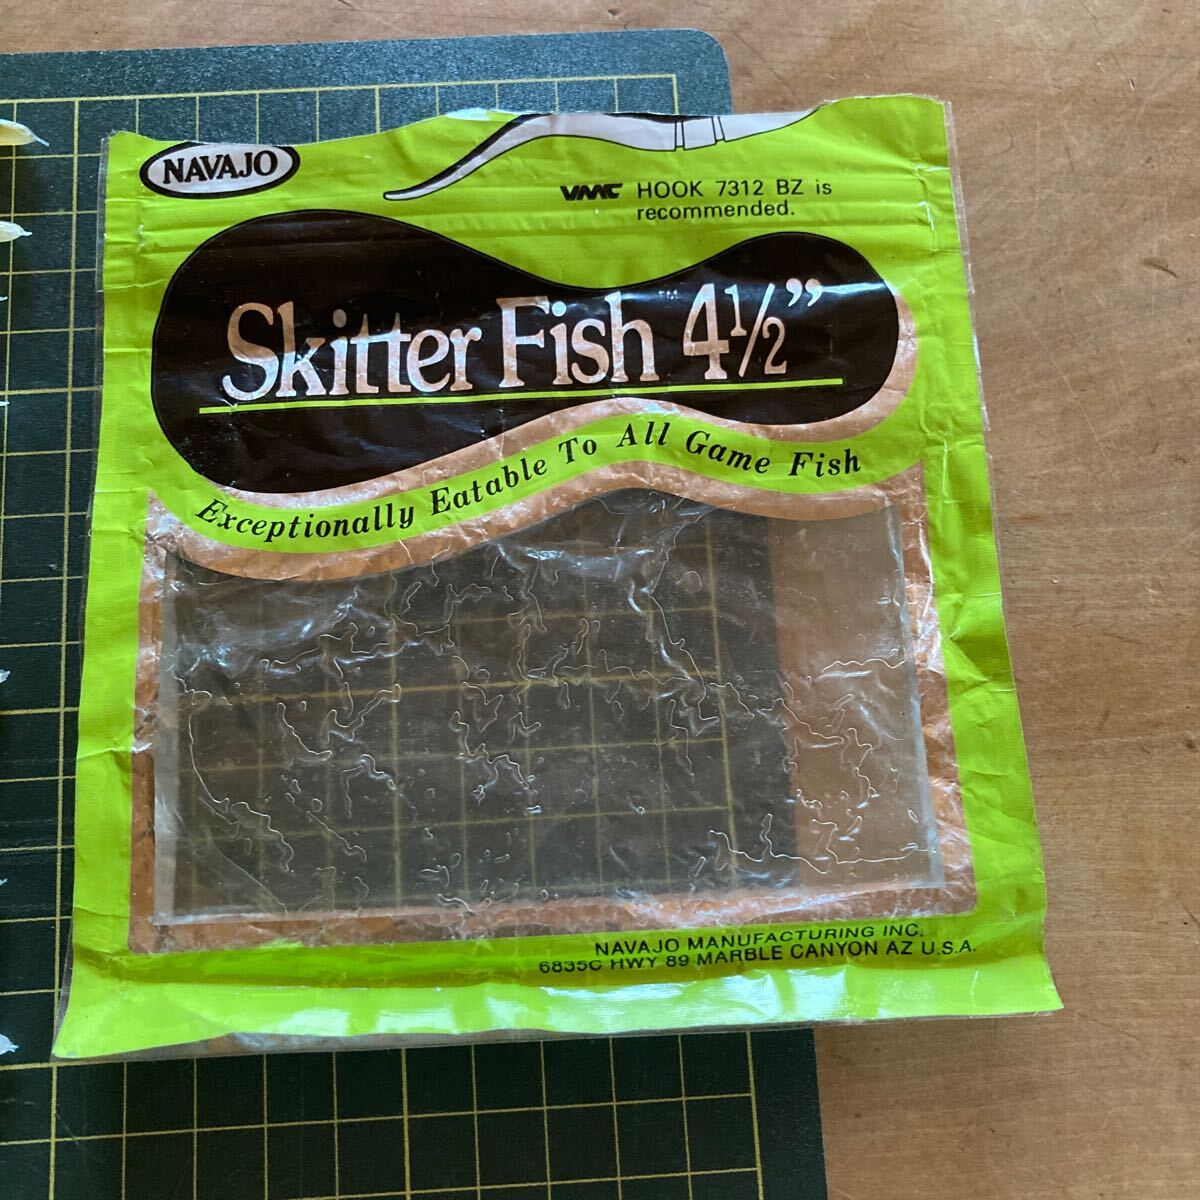 NAVAJO
VMC HOOK 7312 BZ is
recommended.
Skitter Fish™ 4½”
Exceptionally Eatable To All Game Fish
NAVAJO MANUFACTURING INC.
6835C HWY 89 MARBLE CANYON AZ U.S.A.